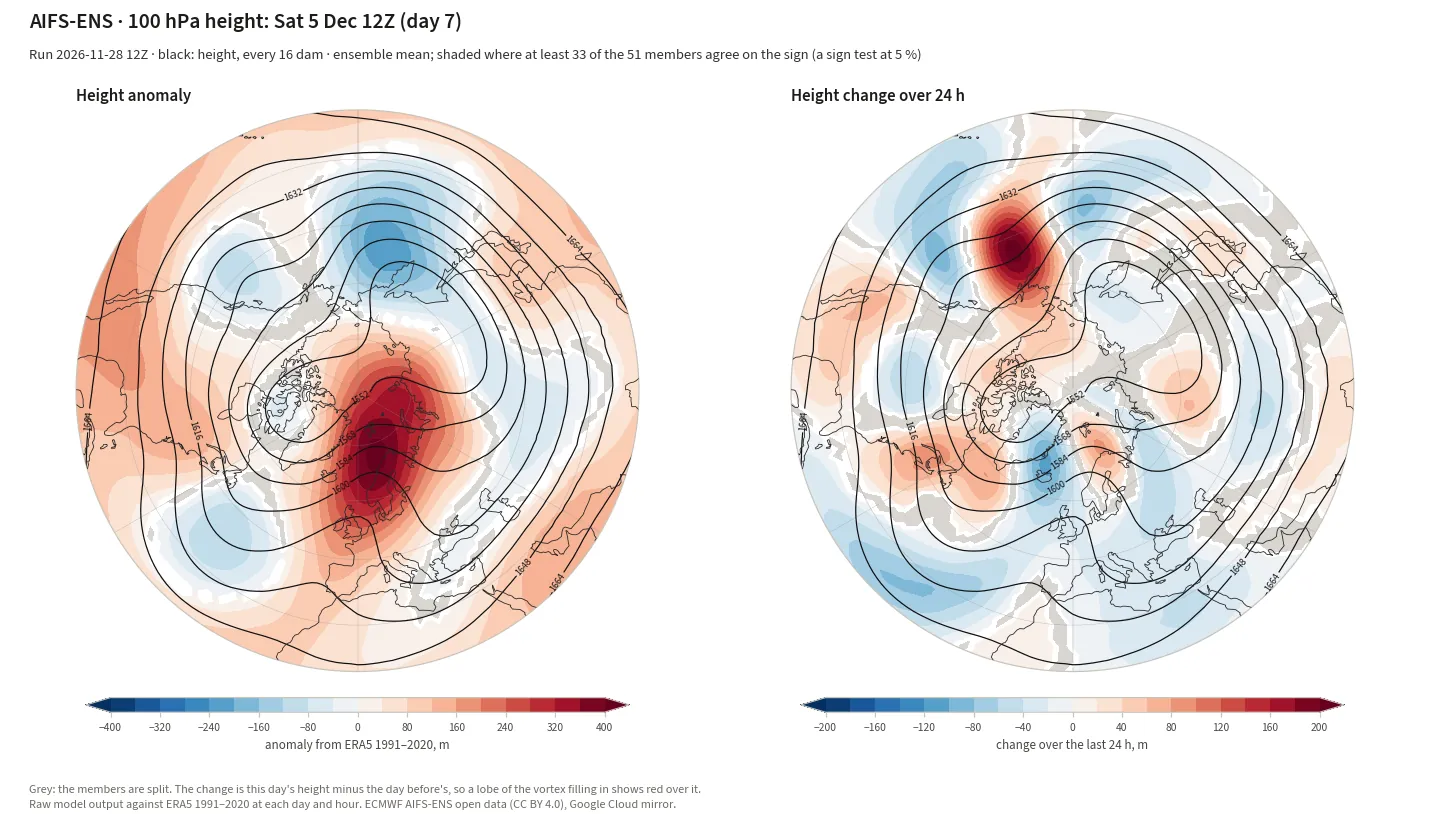 AIFS-ENS · 100 hPa height: Sat 5 Dec 12Z (day 7)
Run 2026-11-28 12Z · black: height, every 16 dam · ensemble mean; shaded where at least 33 of the 51 members agree on the sign (a sign test at 5 %)
Height anomaly
Height change over 24 h
1632
1664
1552
1568
1584
1600
1616
1664
1648
1664
1632
1664
1552
1568
1584
1600
1616
1664
1648
1664
−400 −320 −240 −160 −80 0 80 160 240 320 400
anomaly from ERA5 1991–2020, m
−200 −160 −120 −80 −40 0 40 80 120 160 200
change over the last 24 h, m
Grey: the members are split. The change is this day's height minus the day before's, so a lobe of the vortex filling in shows red over it.
Raw model output against ERA5 1991–2020 at each day and hour. ECMWF AIFS-ENS open data (CC BY 4.0), Google Cloud mirror.